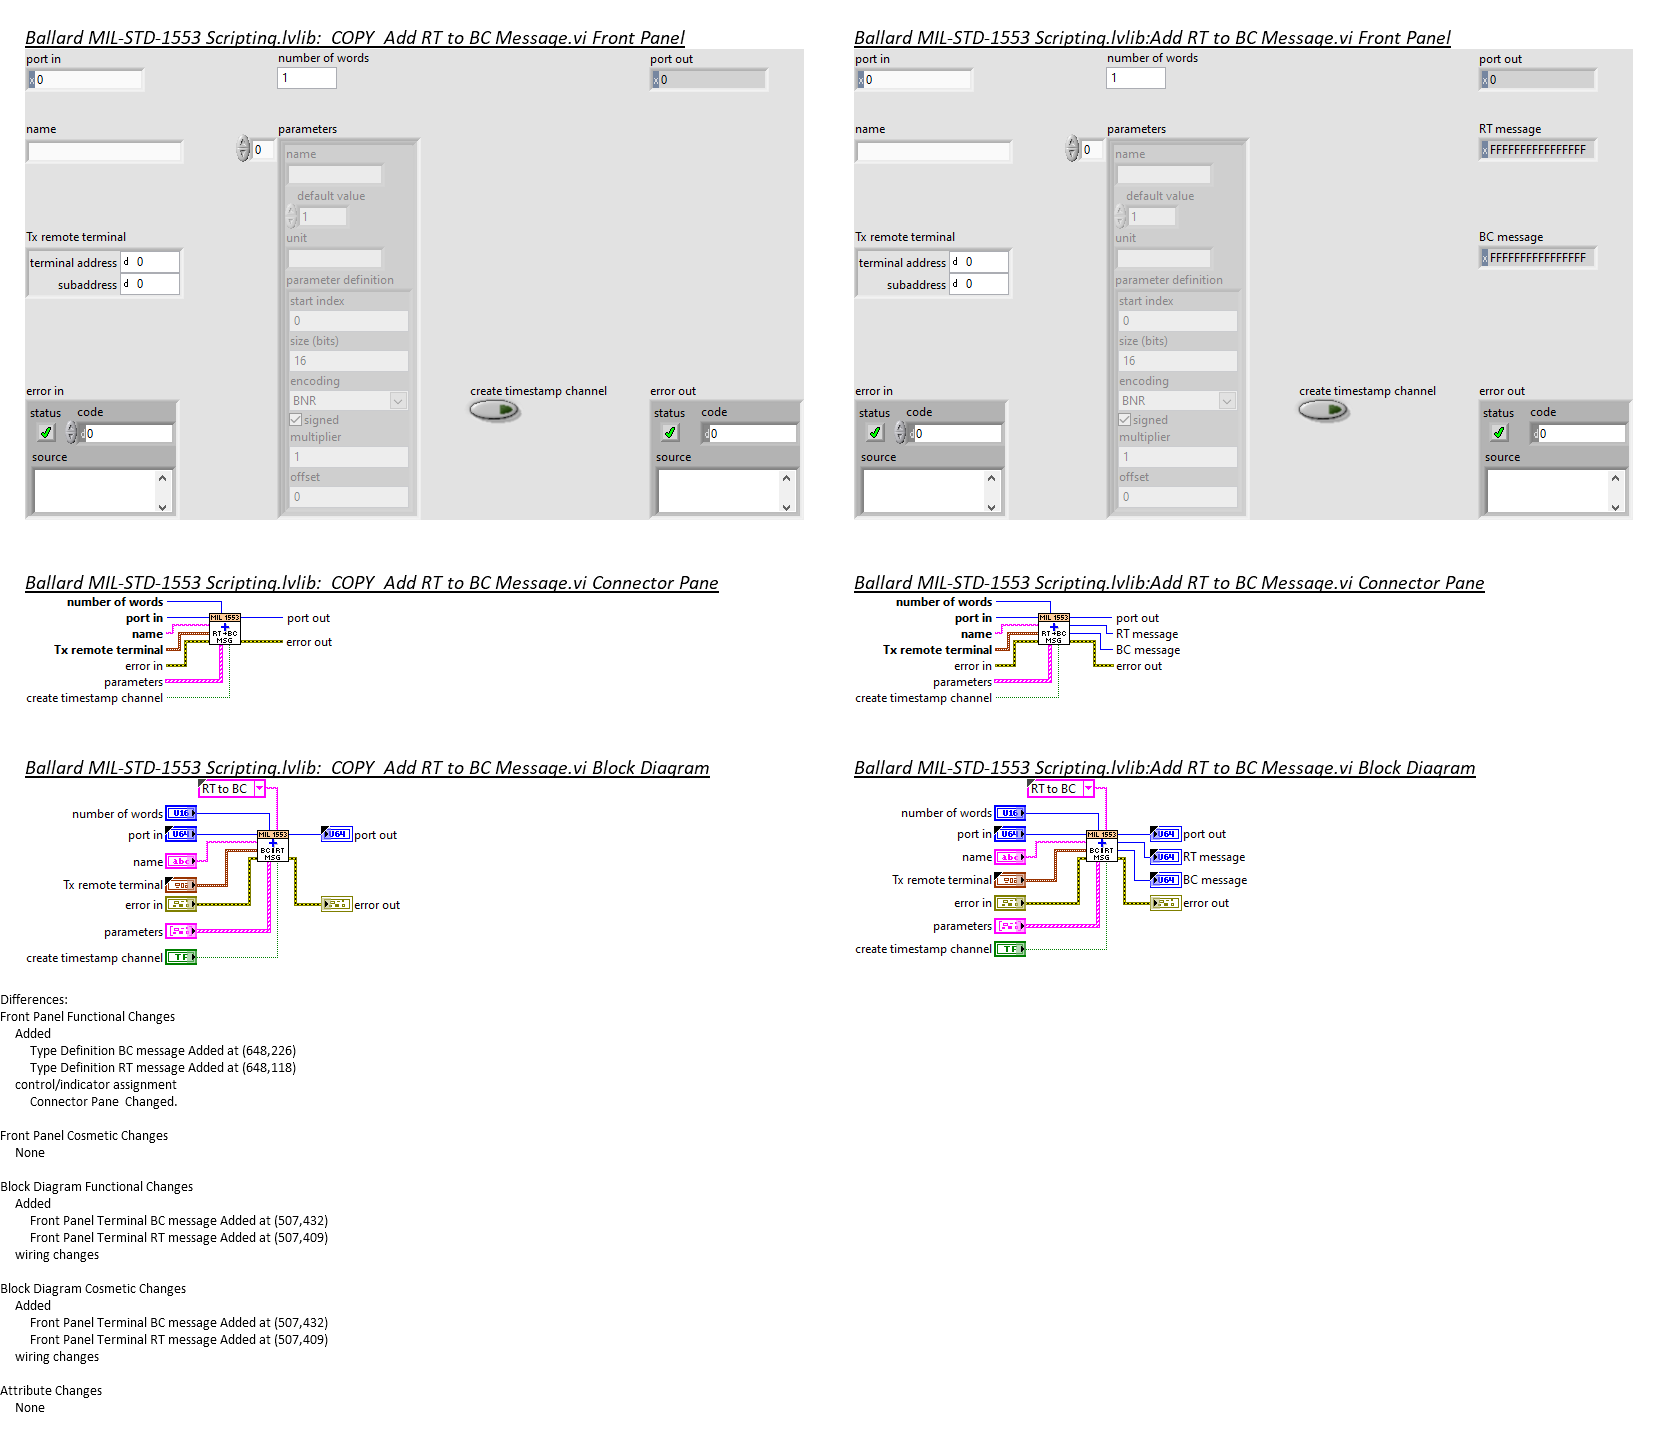 Ballard MIL-STD-1553 Scripting.lvlib:  COPY  Add RT to BC Message.vi Front Panel
port in
number of words
port out
x 0
1
x 0
name
parameters
0
name
default value
1
Tx remote terminal
unit
terminal address d 0
subaddress d 0
parameter definition
start index
0
size (bits)
16
encoding
BNR
signed
multiplier
1
offset
0
error in
status code
d 0
source
create timestamp channel
error out
status code
d 0
source
Ballard MIL-STD-1553 Scripting.lvlib:Add RT to BC Message.vi Front Panel
port in
number of words
port out
x 0
1
x 0
name
parameters
RT message
0
x FFFFFFFFFFFFFFFF
name
default value
1
Tx remote terminal
unit
BC message
terminal address d 0
x FFFFFFFFFFFFFFFF
subaddress d 0
parameter definition
start index
0
size (bits)
16
encoding
BNR
signed
multiplier
1
offset
0
error in
status code
d 0
source
create timestamp channel
error out
status code
d 0
source
Ballard MIL-STD-1553 Scripting.lvlib:  COPY  Add RT to BC Message.vi Connector Pane
number of words
port in
name
Tx remote terminal
error in
parameters
create timestamp channel
MIL 1553
RT→BC
MSG
port out
error out
Ballard MIL-STD-1553 Scripting.lvlib:Add RT to BC Message.vi Connector Pane
number of words
port in
name
Tx remote terminal
error in
parameters
create timestamp channel
MIL 1553
RT→BC
MSG
port out
RT message
BC message
error out
Ballard MIL-STD-1553 Scripting.lvlib:  COPY  Add RT to BC Message.vi Block Diagram
RT to BC
number of words U16
port in U64
name abc
Tx remote terminal
error in
parameters
create timestamp channel TF
MIL 1553
MSG
U64 port out
error out
Ballard MIL-STD-1553 Scripting.lvlib:Add RT to BC Message.vi Block Diagram
RT to BC
number of words U16
port in U64
name abc
Tx remote terminal
error in
parameters
create timestamp channel TF
MIL 1553
MSG
U64 port out
U64 RT message
U64 BC message
error out
Differences:
Front Panel Functional Changes
Added
Type Definition BC message Added at (648,226)
Type Definition RT message Added at (648,118)
control/indicator assignment
Connector Pane  Changed.
Front Panel Cosmetic Changes
None
Block Diagram Functional Changes
Added
Front Panel Terminal BC message Added at (507,432)
Front Panel Terminal RT message Added at (507,409)
wiring changes
Block Diagram Cosmetic Changes
Added
Front Panel Terminal BC message Added at (507,432)
Front Panel Terminal RT message Added at (507,409)
wiring changes
Attribute Changes
None